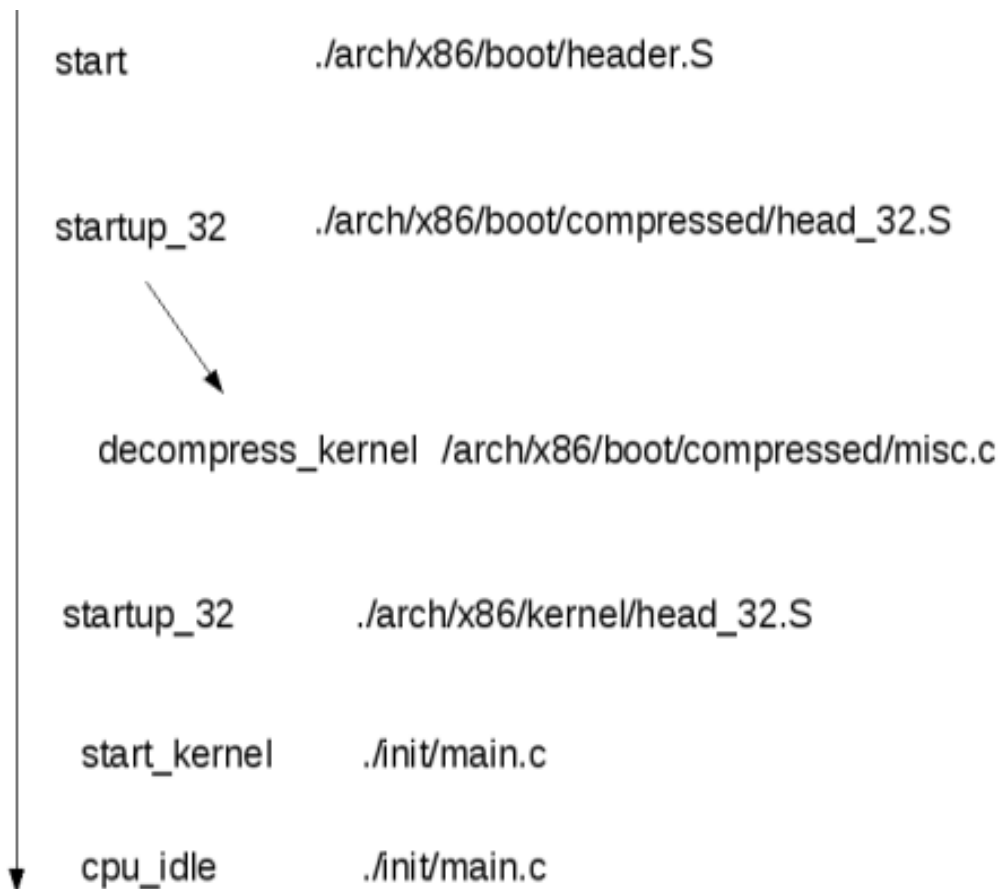 start ./arch/x86/boot/header.S
startup_32 ./arch/x86/boot/compressed/head_32.S
decompress_kernel /arch/x86/boot/compressed/misc.c
startup_32 ./arch/x86/kernel/head_32.S
start_kernel ./init/main.c
cpu_idle ./init/main.c